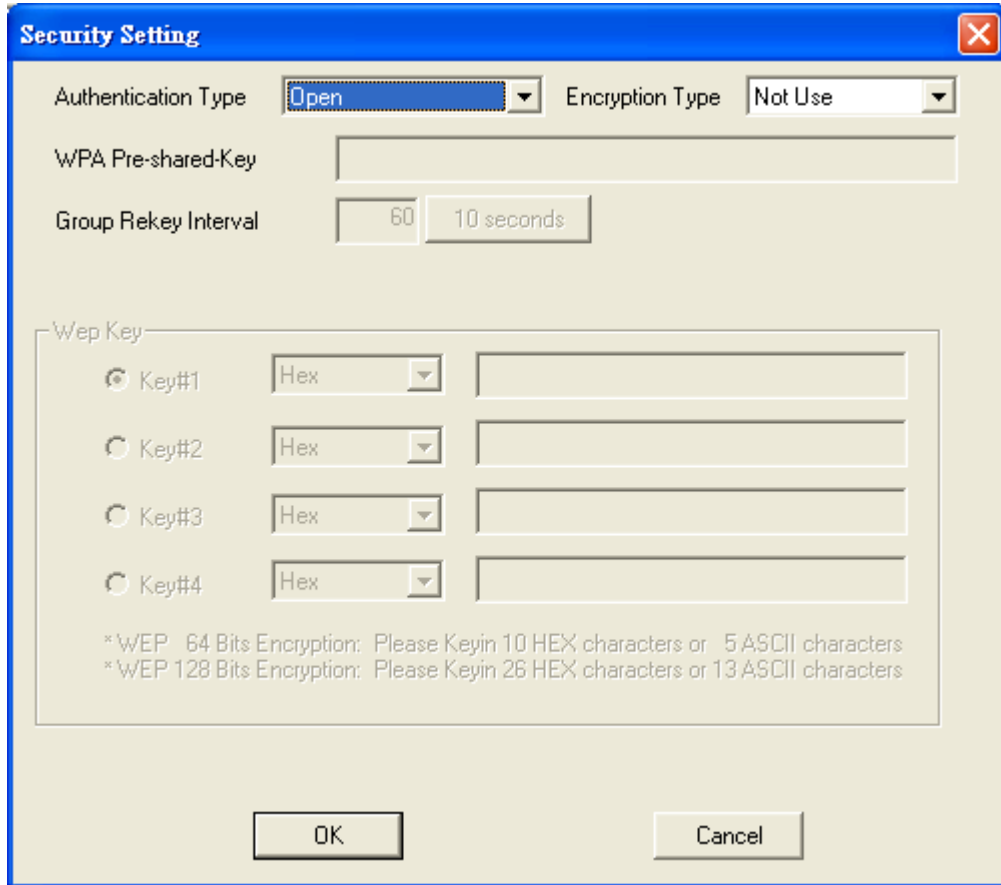 Security Setting
Authentication Type Open Encryption Type Not Use
WPA Pre-shared-Key
Group Rekey Interval 60 10 seconds
Wep Key
Key#1 Hex
Key#2 Hex
Key#3 Hex
Key#4 Hex
* WEP 64 Bits Encryption: Please Keyin 10 HEX characters or 5 ASCII characters
* WEP 128 Bits Encryption: Please Keyin 26 HEX characters or 13 ASCII characters
OK Cancel